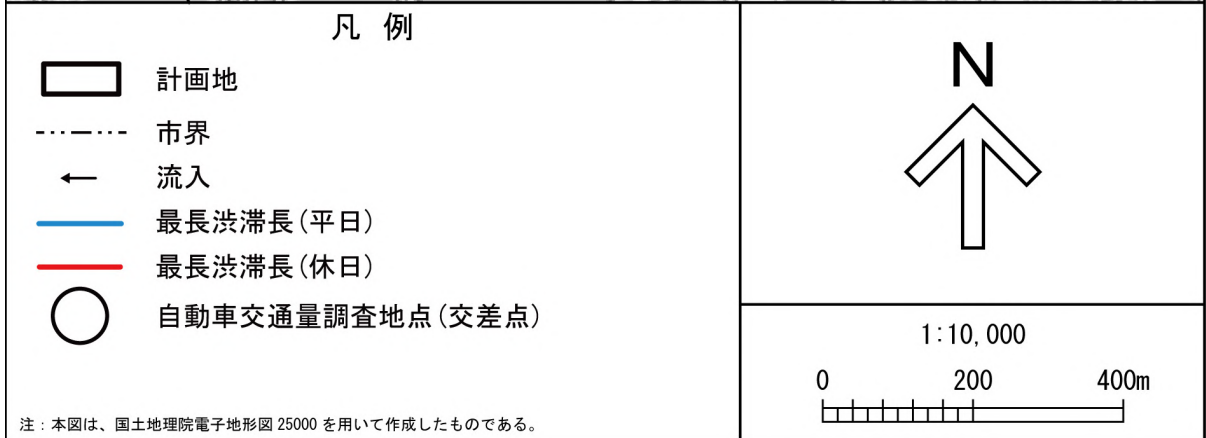 凡 例
計画地
市界
流入
最長渋滞長(平日)
最長渋滞長(休日)
自動車交通量調査地点(交差点)
注：本図は、国土地理院電子地形図 25000 を用いて作成したものである。
N
1:10,000
0 200 400m